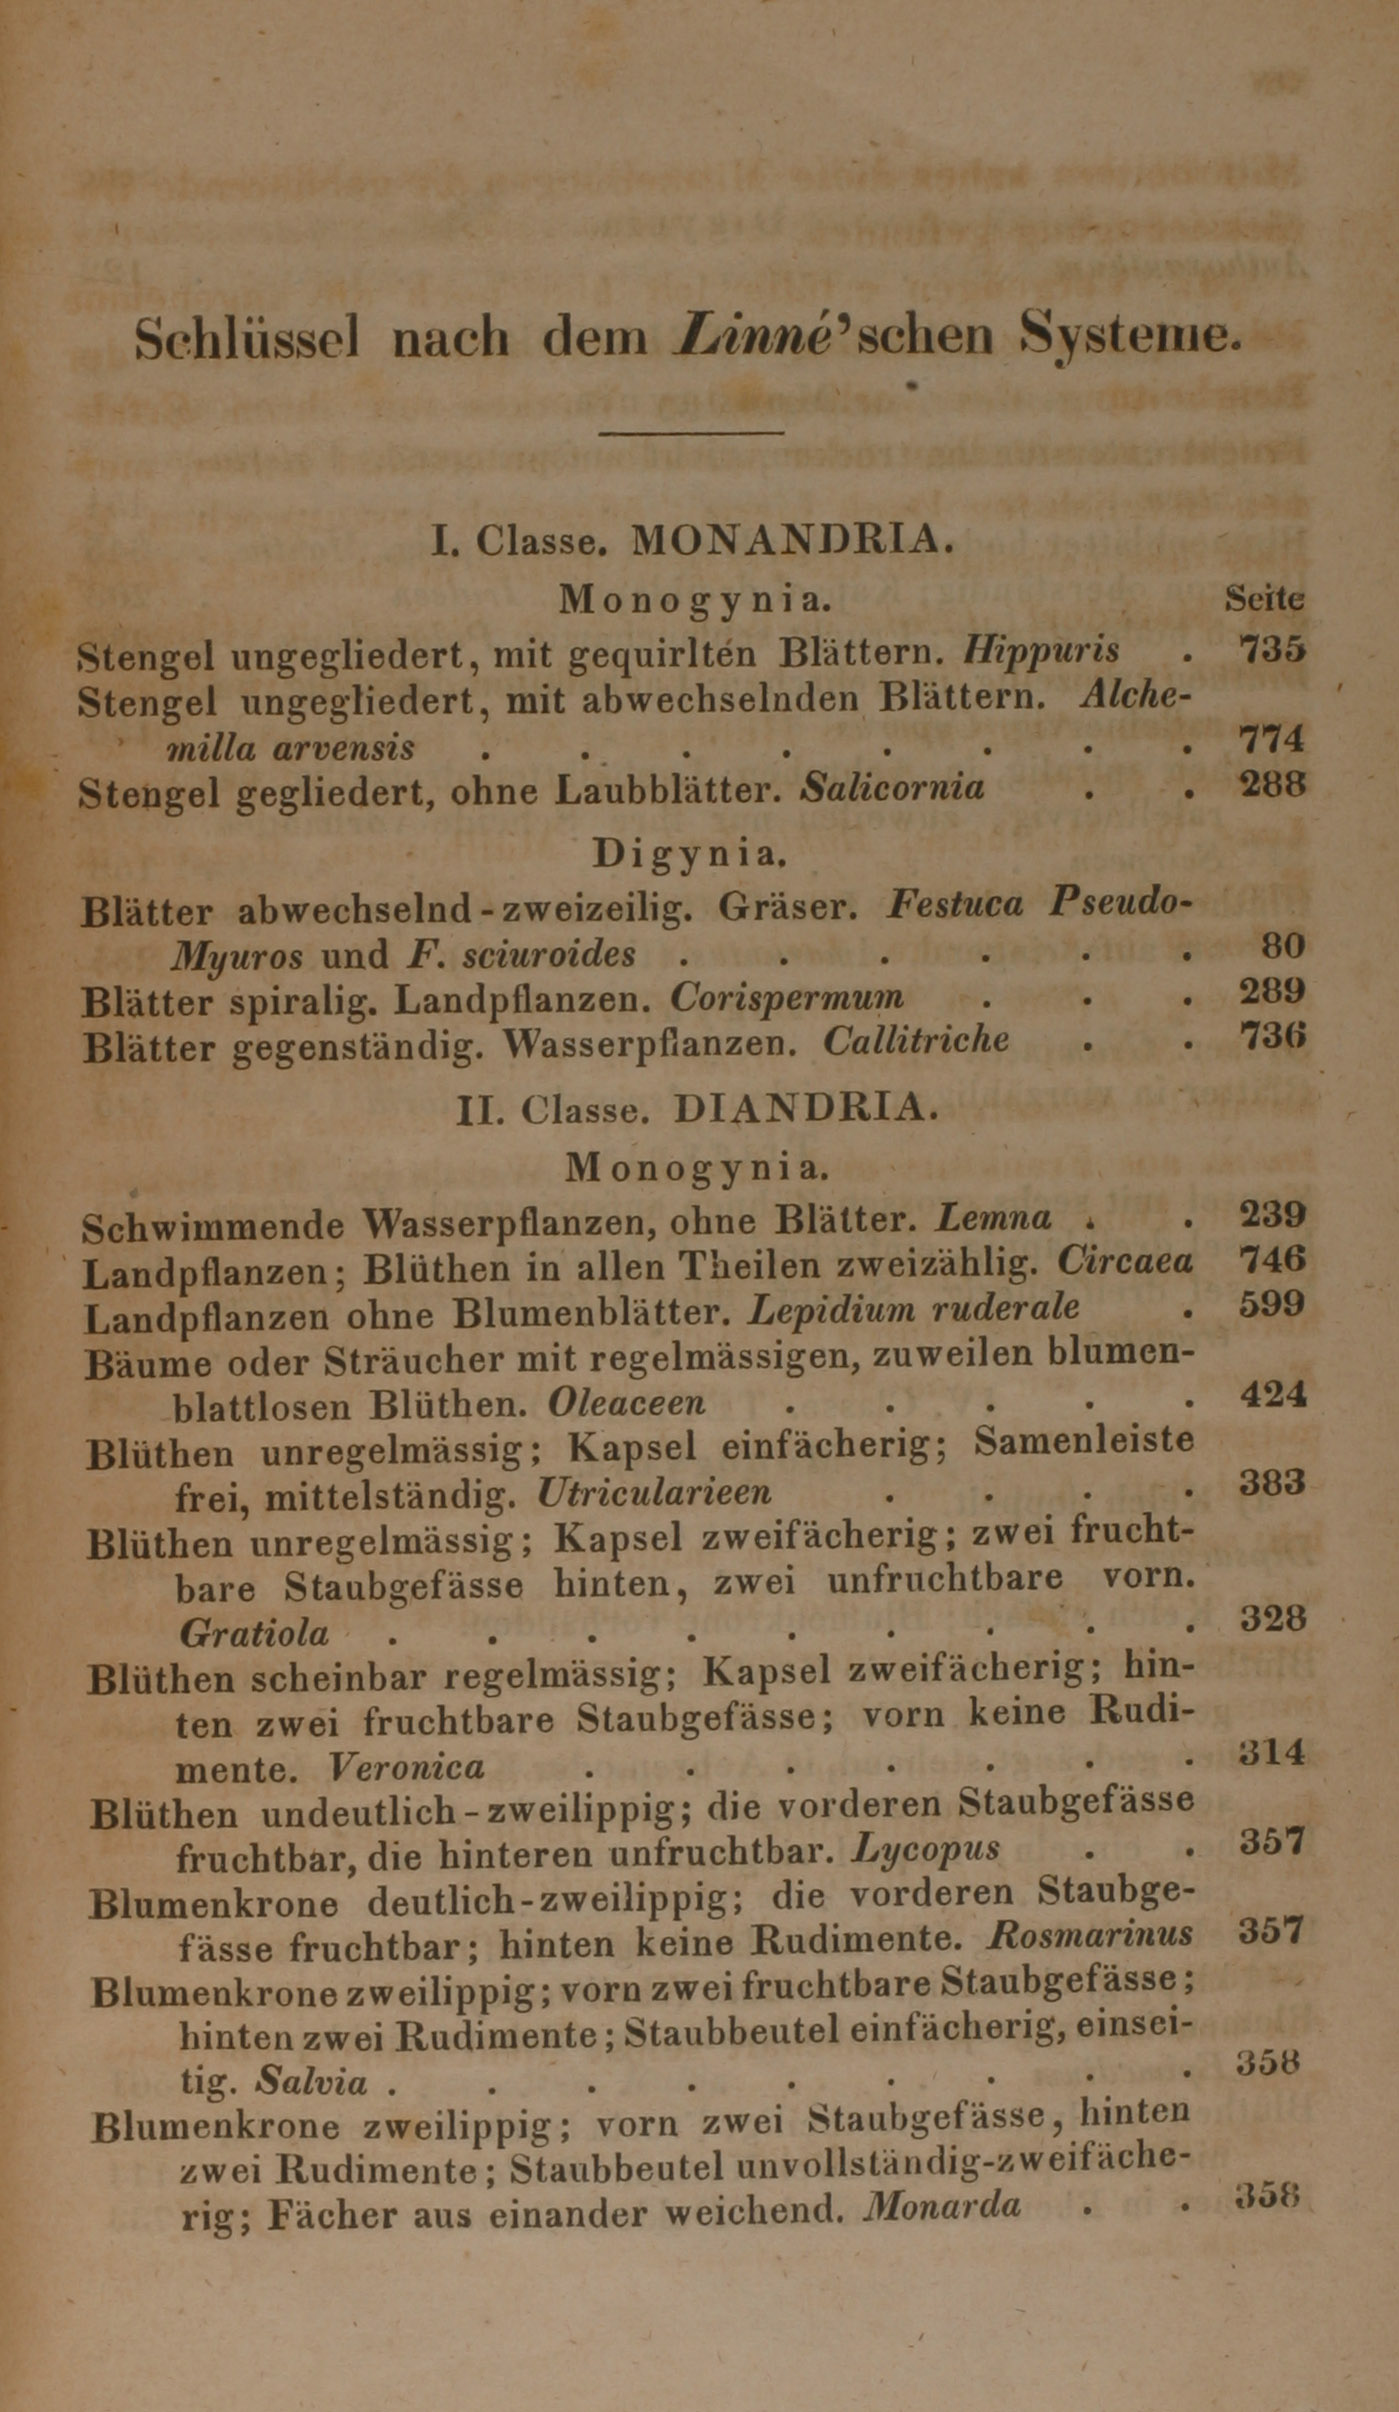 Schlüssel nach dem Linné'schen Systeme.
I. Classe. MONANDRIA.
Monogynia. Seite
Stengel ungegliedert, mit gequirlten Blättern. Hippuris . 735
Stengel ungegliedert, mit abwechselnden Blättern. Alche-
milla arvensis . . . . . . . . 774
Stengel gegliedert, ohne Laubblätter. Salicornia . . 288
Digynia.
Blätter abwechselnd-zweizeilig. Gräser. Festuca Pseudo-
Myuros und F. sciuroides . . . . . . 80
Blätter spiralig. Landpflanzen. Corispermum . . . 289
Blätter gegenständig. Wasserpflanzen. Callitriche . . 736
II. Classe. DIANDRIA.
Monogynia.
Schwimmende Wasserpflanzen, ohne Blätter. Lemna . . 239
Landpflanzen; Blüthen in allen Theilen zweizählig. Circaea 746
Landpflanzen ohne Blumenblätter. Lepidium ruderale . 599
Bäume oder Sträucher mit regelmässigen, zuweilen blumen-
blattlosen Blüthen. Oleaceen . . . . . 424
Blüthen unregelmässig; Kapsel einfächerig; Samenleiste
frei, mittelständig. Utricularieen . . . . 383
Blüthen unregelmässig; Kapsel zweifächerig; zwei frucht-
bare Staubgefässe hinten, zwei unfruchtbare vorn.
Gratiola . . . . . . . . . 328
Blüthen scheinbar regelmässig; Kapsel zweifächerig; hin-
ten zwei fruchtbare Staubgefässe; vorn keine Rudi-
mente. Veronica . . . . . . . 314
Blüthen undeutlich-zweilippig; die vorderen Staubgefässe
fruchtbar, die hinteren unfruchtbar. Lycopus . . 357
Blumenkrone deutlich-zweilippig; die vorderen Staubge-
fässe fruchtbar; hinten keine Rudimente. Rosmarinus 357
Blumenkrone zweilippig; vorn zwei fruchtbare Staubgefässe;
hinten zwei Rudimente; Staubbeutel einfächerig, einsei-
tig. Salvia . . . . . . . . . 358
Blumenkrone zweilippig; vorn zwei Staubgefässe, hinten
zwei Rudimente; Staubbeutel unvollständig-zweifäche-
rig; Fächer aus einander weichend. Monarda . . 358